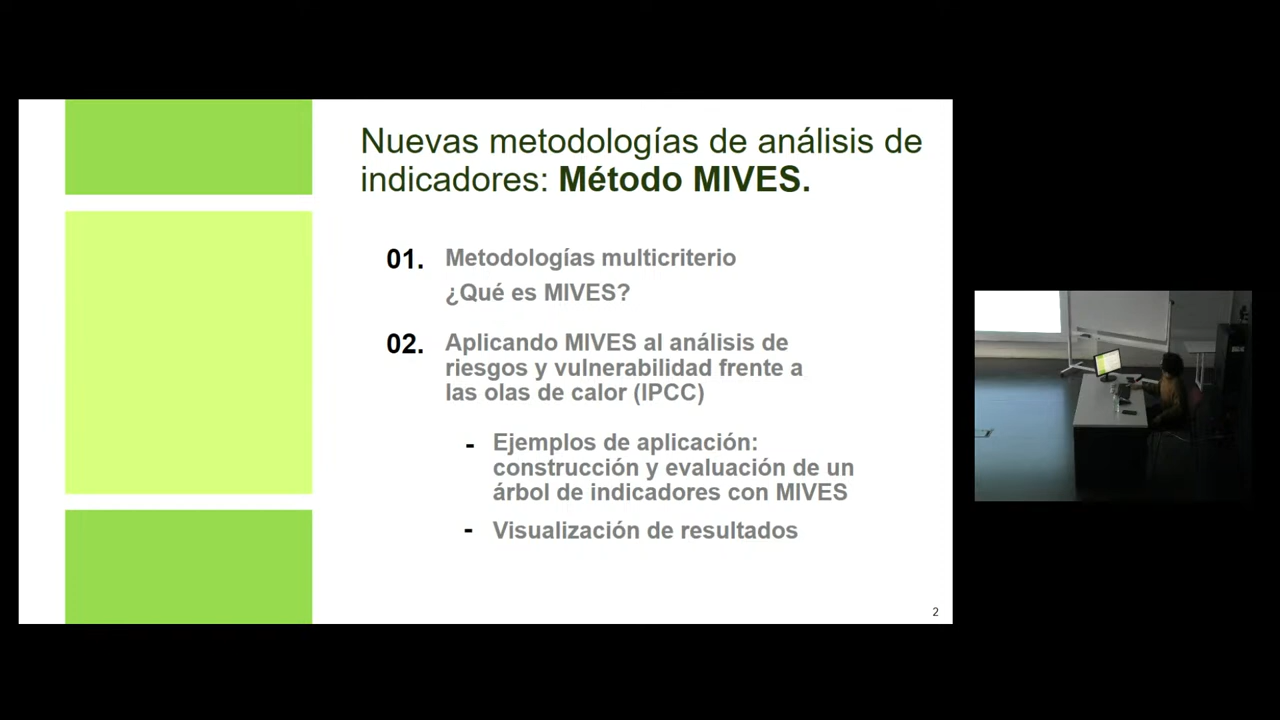 Nuevas metodologías de análisis de
indicadores: Método MIVES.
01. Metodologías multicriterio
¿Qué es MIVES?
02. Aplicando MIVES al análisis de
riesgos y vulnerabilidad frente a
las olas de calor (IPCC)
- Ejemplos de aplicación:
construcción y evaluación de un
árbol de indicadores con MIVES
- Visualización de resultados
2